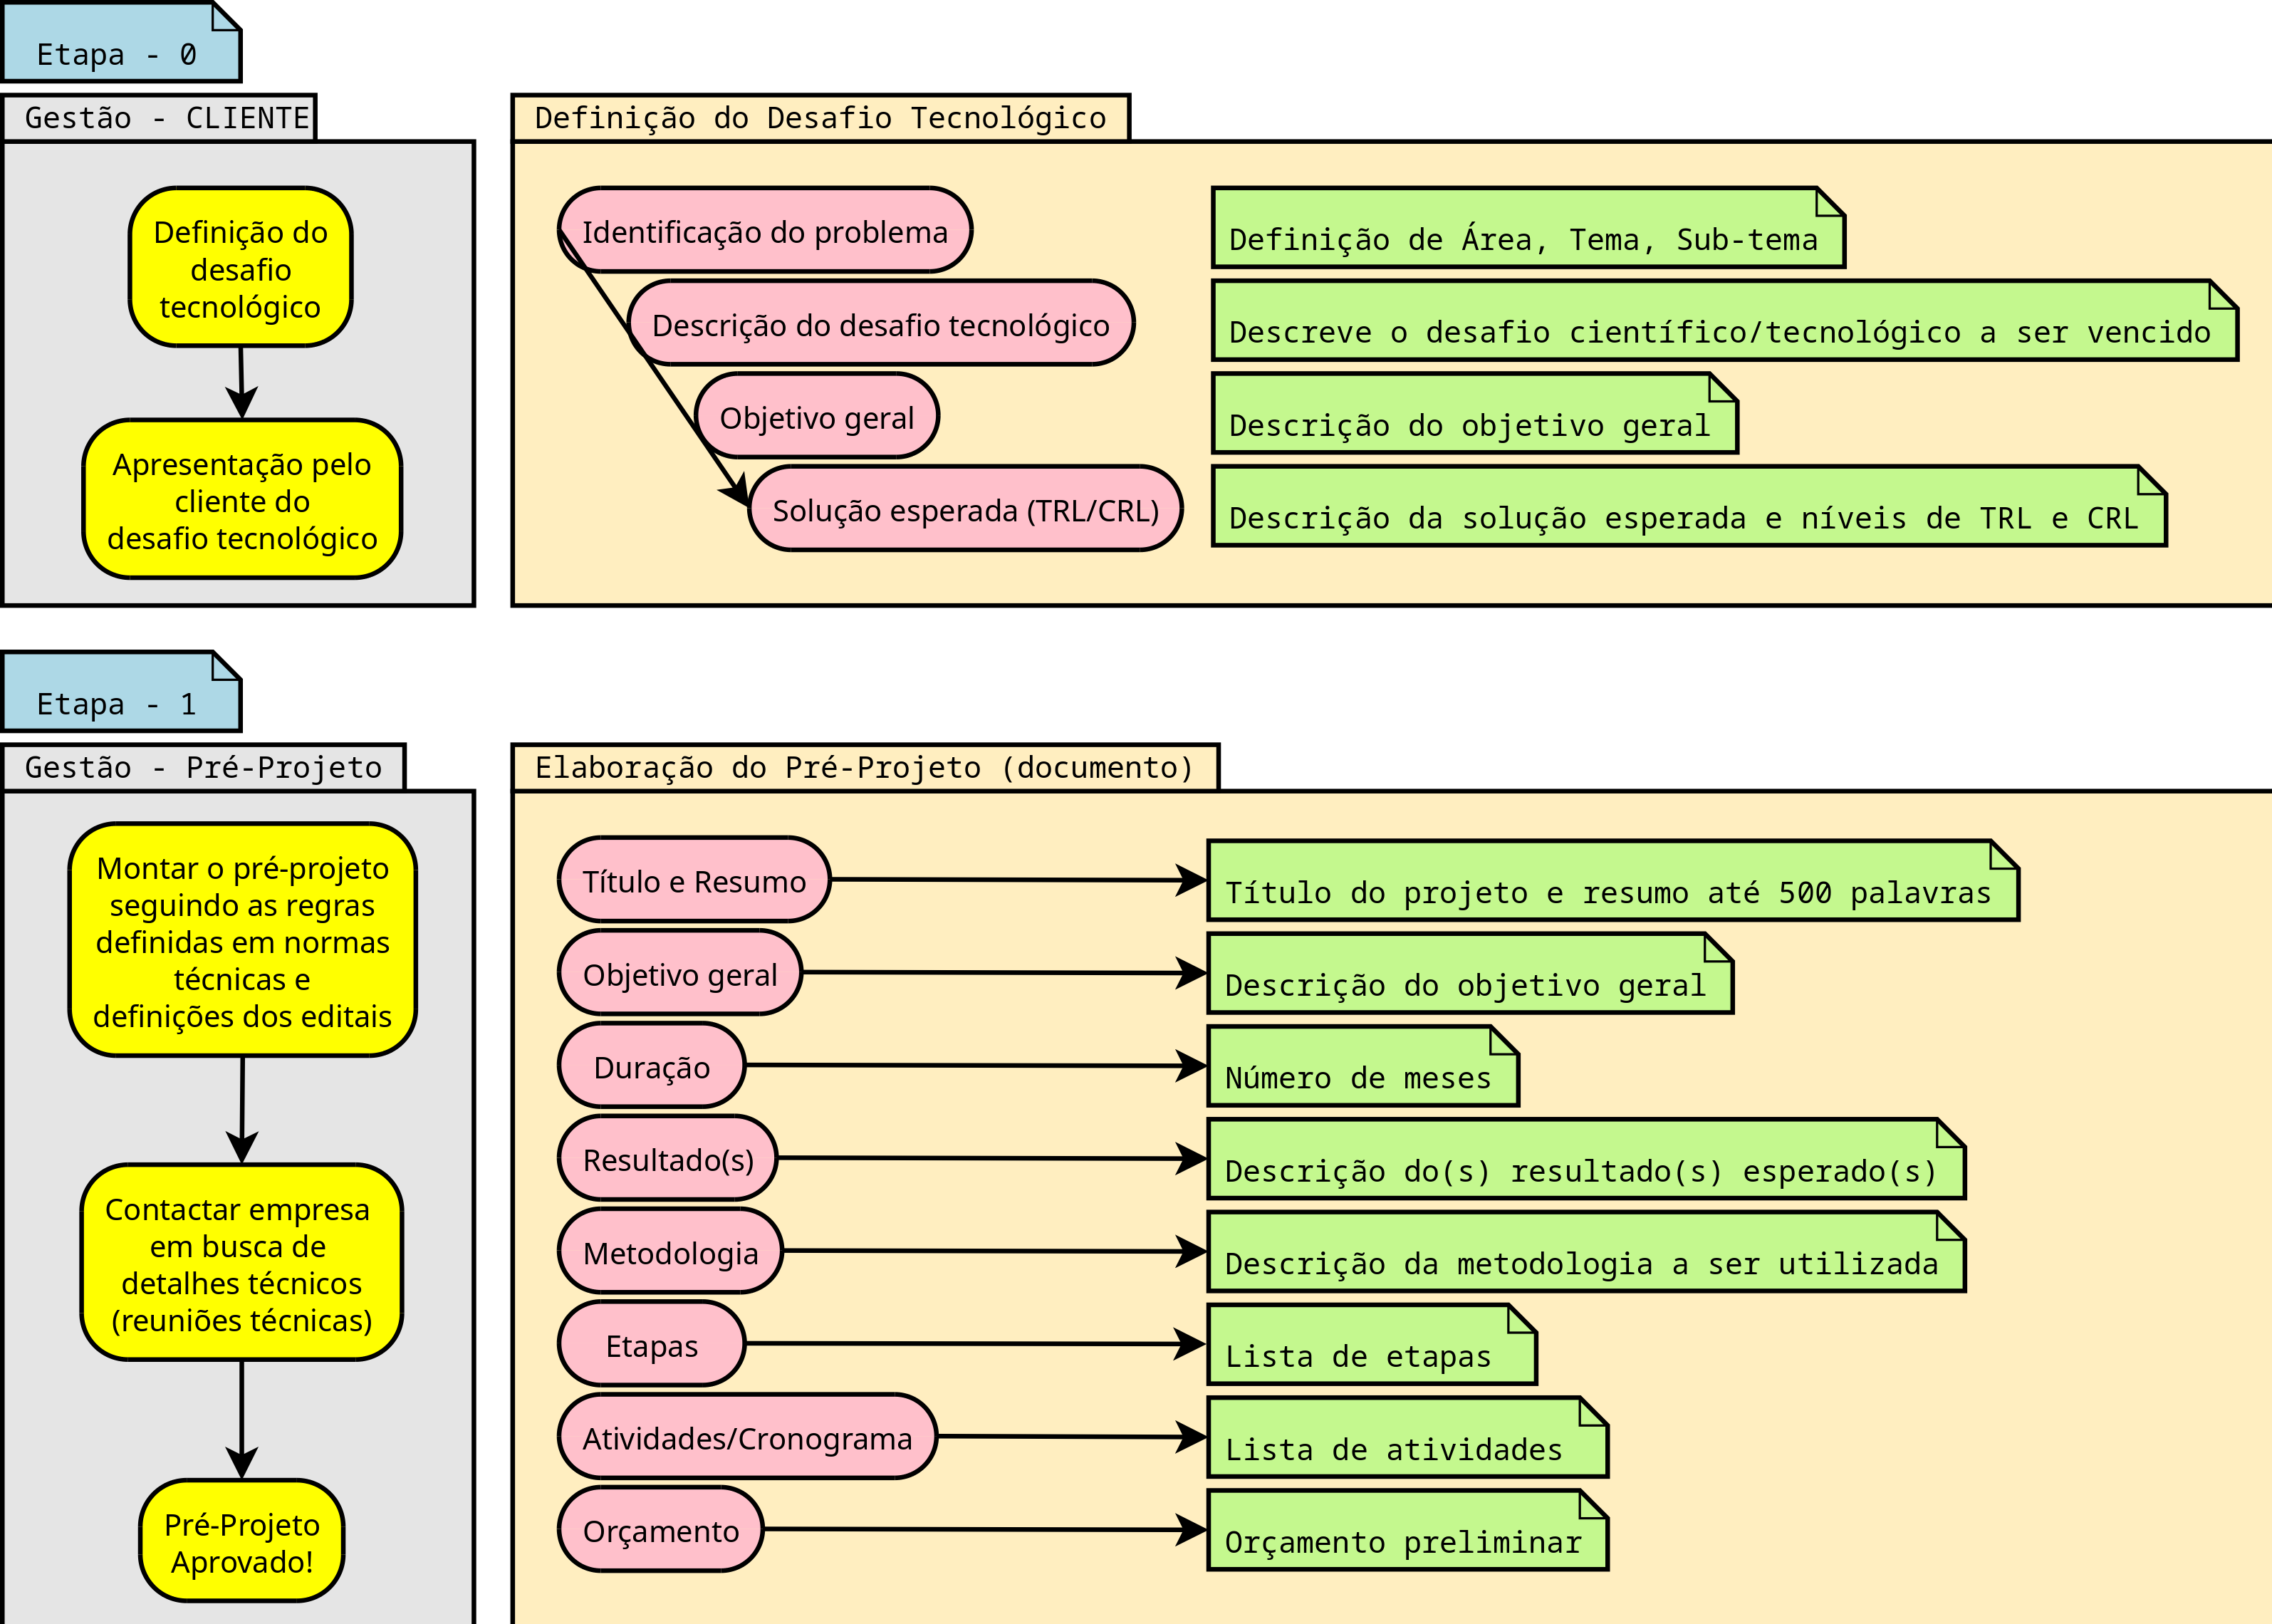 Etapa - 0
Gestão - CLIENTE
Definição do
desafio
tecnológico
Apresentação pelo
cliente do
desafio tecnológico
Definição do Desafio Tecnológico
Identificação do problema
Definição de Área, Tema, Sub-tema
Descrição do desafio tecnológico
Descreve o desafio científico/tecnológico a ser vencido
Objetivo geral
Descrição do objetivo geral
Solução esperada (TRL/CRL)
Descrição da solução esperada e níveis de TRL e CRL
Etapa - 1
Gestão - Pré-Projeto
Montar o pré-projeto
seguindo as regras
definidas em normas
técnicas e
definições dos editais
Contactar empresa
em busca de
detalhes técnicos
(reuniões técnicas)
Pré-Projeto
Aprovado!
Elaboração do Pré-Projeto (documento)
Título e Resumo
Título do projeto e resumo até 500 palavras
Objetivo geral
Descrição do objetivo geral
Duração
Número de meses
Resultado(s)
Descrição do(s) resultado(s) esperado(s)
Metodologia
Descrição da metodologia a ser utilizada
Etapas
Lista de etapas
Atividades/Cronograma
Lista de atividades
Orçamento
Orçamento preliminar